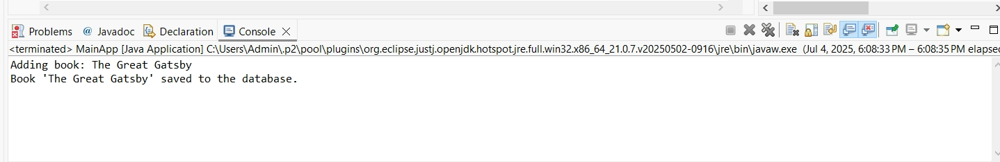 Problems @ Javadoc Declaration Console
<terminated> MainApp [Java Application] C:\Users\Admin\.p2\pool\plugins\org.eclipse.justj.openjdk.hotspot.jre.full.win32.x86_64_21.0.7.v20250502-0916\jre\bin\javaw.exe (Jul 4, 2025, 6:08:33 PM – 6:08:35 PM elapsed
Adding book: The Great Gatsby
Book 'The Great Gatsby' saved to the database.